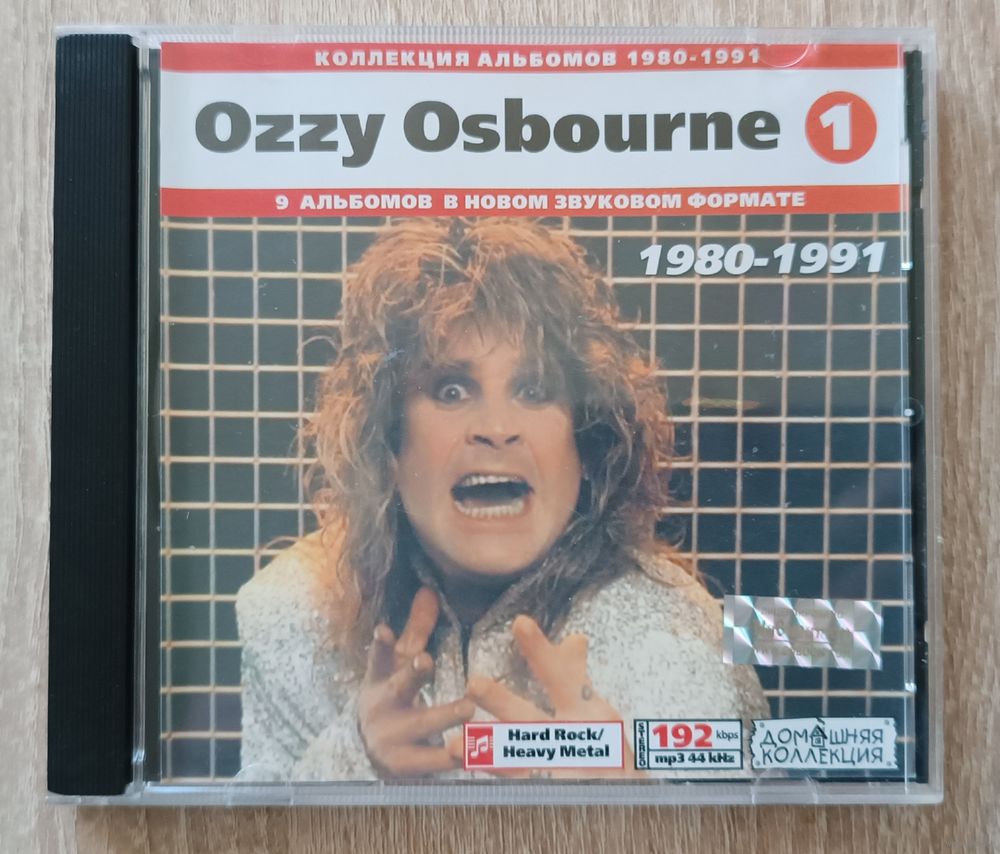 КОЛЛЕКЦИЯ АЛЬБОМОВ 1980-1991
Ozzy Osbourne 1
9 АЛЬБОМОВ В НОВОМ ЗВУКОВОМ ФОРМАТЕ
1980-1991
Hard Rock/
Heavy Metal
STEREO
192 kbps
mp3 44 kHz
ДОМАШНЯЯ
КОЛЛЕКЦИЯ